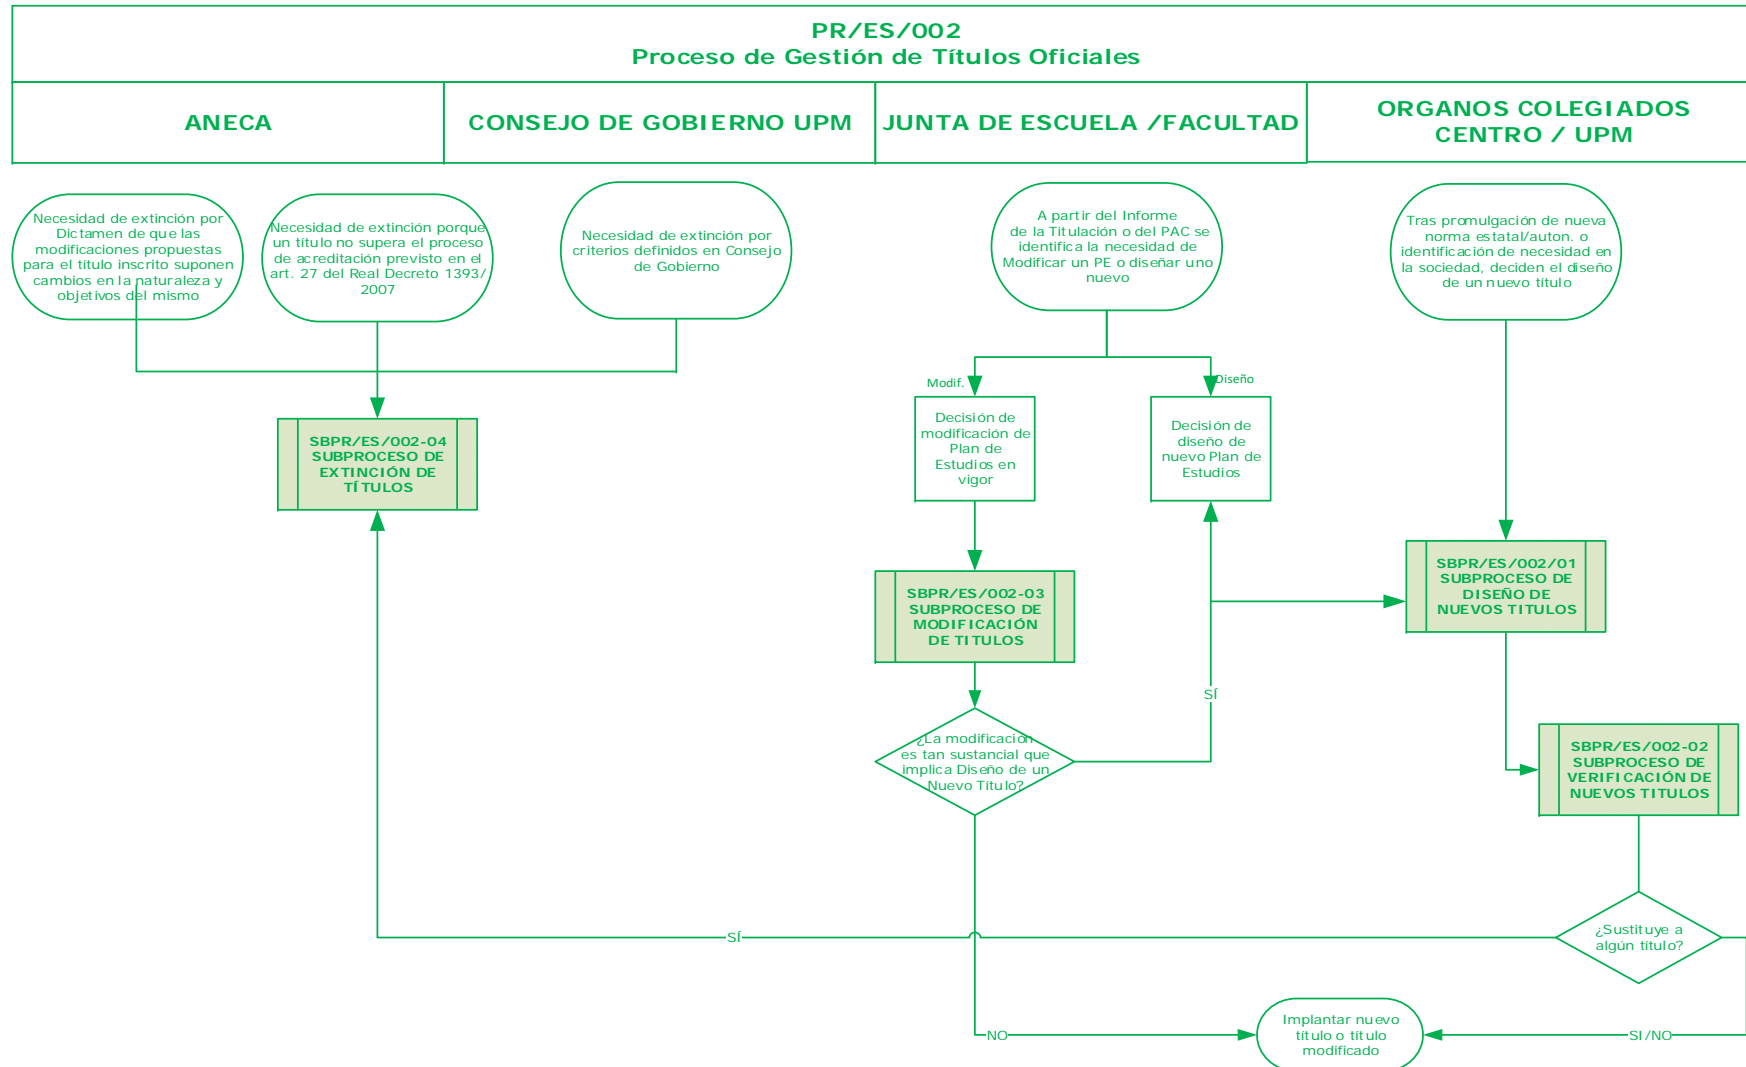 PR/ES/002
Proceso de Gestión de Títulos Oficiales
ANECA
CONSEJO DE GOBIERNO UPM
JUNTA DE ESCUELA /FACULTAD
ORGANOS COLEGIADOS
CENTRO / UPM
Necesidad de extinción por
Dictamen de que las
modificaciones propuestas
para el título inscrito suponen
cambios en la naturaleza y
objetivos del mismo
Necesidad de extinción porque
un título no supera el proceso
de acreditación previsto en el
art. 27 del Real Decreto 1393/
2007
Necesidad de extinción por
criterios definidos en Consejo
de Gobierno
A partir del Informe
de la Titulación o del PAC se
identifica la necesidad de
Modificar un PE o diseñar uno
nuevo
Tras promulgación de nueva
norma estatal/auton. o
identificación de necesidad en
la sociedad, deciden el diseño
de un nuevo título
Modif.
Diseño
Decisión de
modificación de
Plan de
Estudios en
vigor
Decisión de
diseño de
nuevo Plan de
Estudios
SBPR/ES/002-04
SUBPROCESO DE
EXTINCIÓN DE
TÍTULOS
SBPR/ES/002-03
SUBPROCESO DE
MODIFICACIÓN
DE TITULOS
SBPR/ES/002/01
SUBPROCESO DE
DISEÑO DE
NUEVOS TITULOS
SÍ
¿La modificación
es tan sustancial que
implica Diseño de un
Nuevo Título?
SBPR/ES/002-02
SUBPROCESO DE
VERIFICACIÓN DE
NUEVOS TITULOS
SÍ
¿Sustituye a
algún título?
NO
Implantar nuevo
título o título
modificado
SI/NO